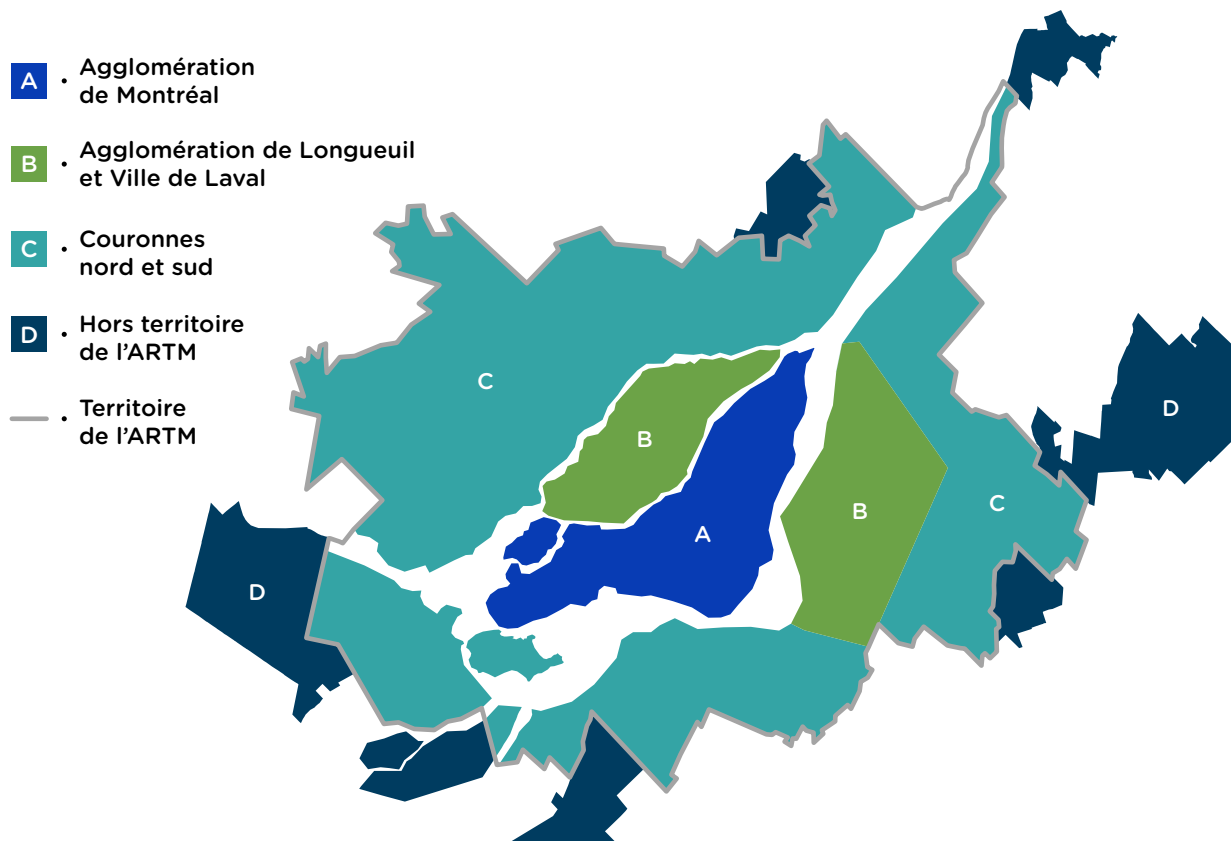 A • Agglomération
de Montréal
B • Agglomération de Longueuil
et Ville de Laval
C • Couronnes
nord et sud
D • Hors territoire
de l’ARTM
• Territoire
de l’ARTM
C
B
A
B
C
D
D